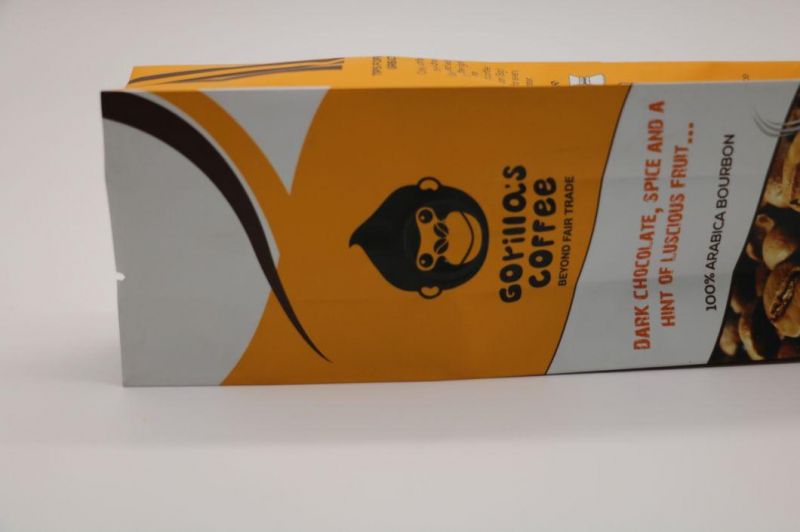 Gorilla's
Coffee
BEYOND FAIR TRADE
DARK CHOCOLATE, SPICE AND A
HINT OF LUSCIOUS FRUIT...
100% ARABICA BOURBON